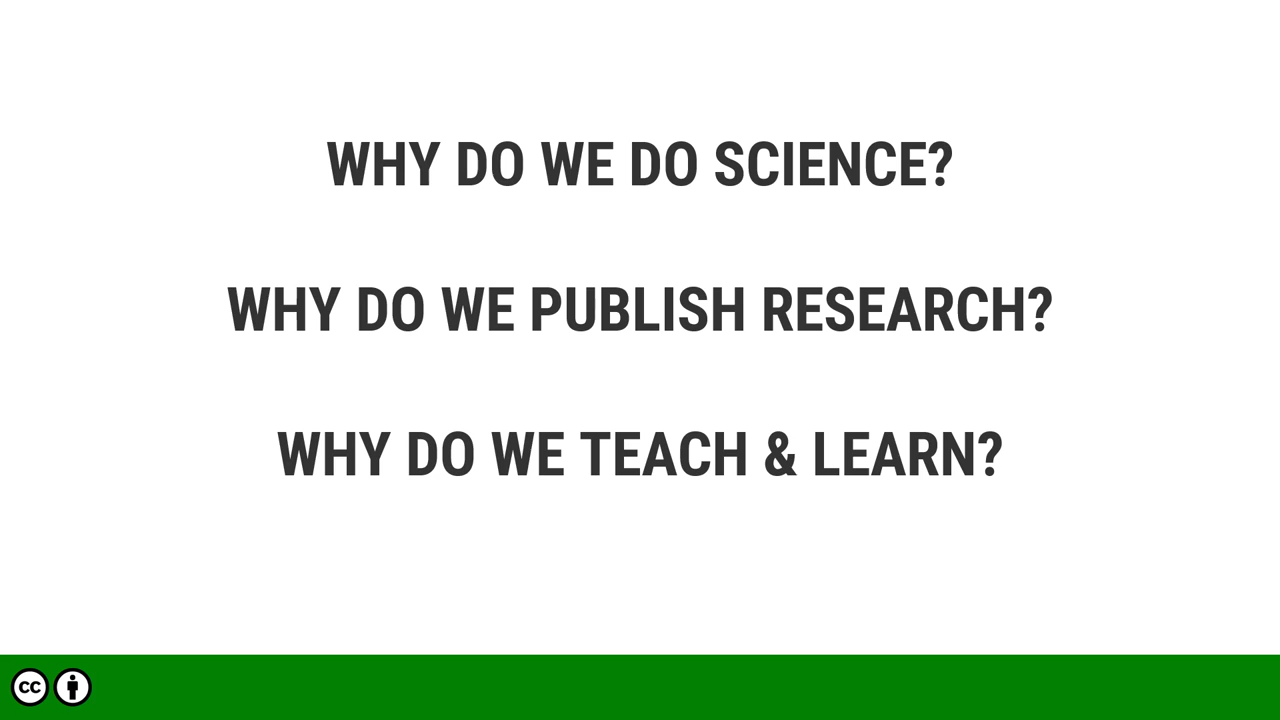 WHY DO WE DO SCIENCE?
WHY DO WE PUBLISH RESEARCH?
WHY DO WE TEACH & LEARN?
CC